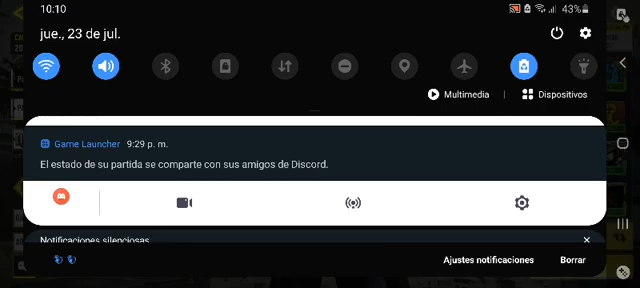 10:10
43%
jue., 23 de jul.
Multimedia
Dispositivos
Game Launcher 9:29 p. m.
El estado de su partida se comparte con sus amigos de Discord.
Notificaciones silenciosas
Ajustes notificaciones
Borrar